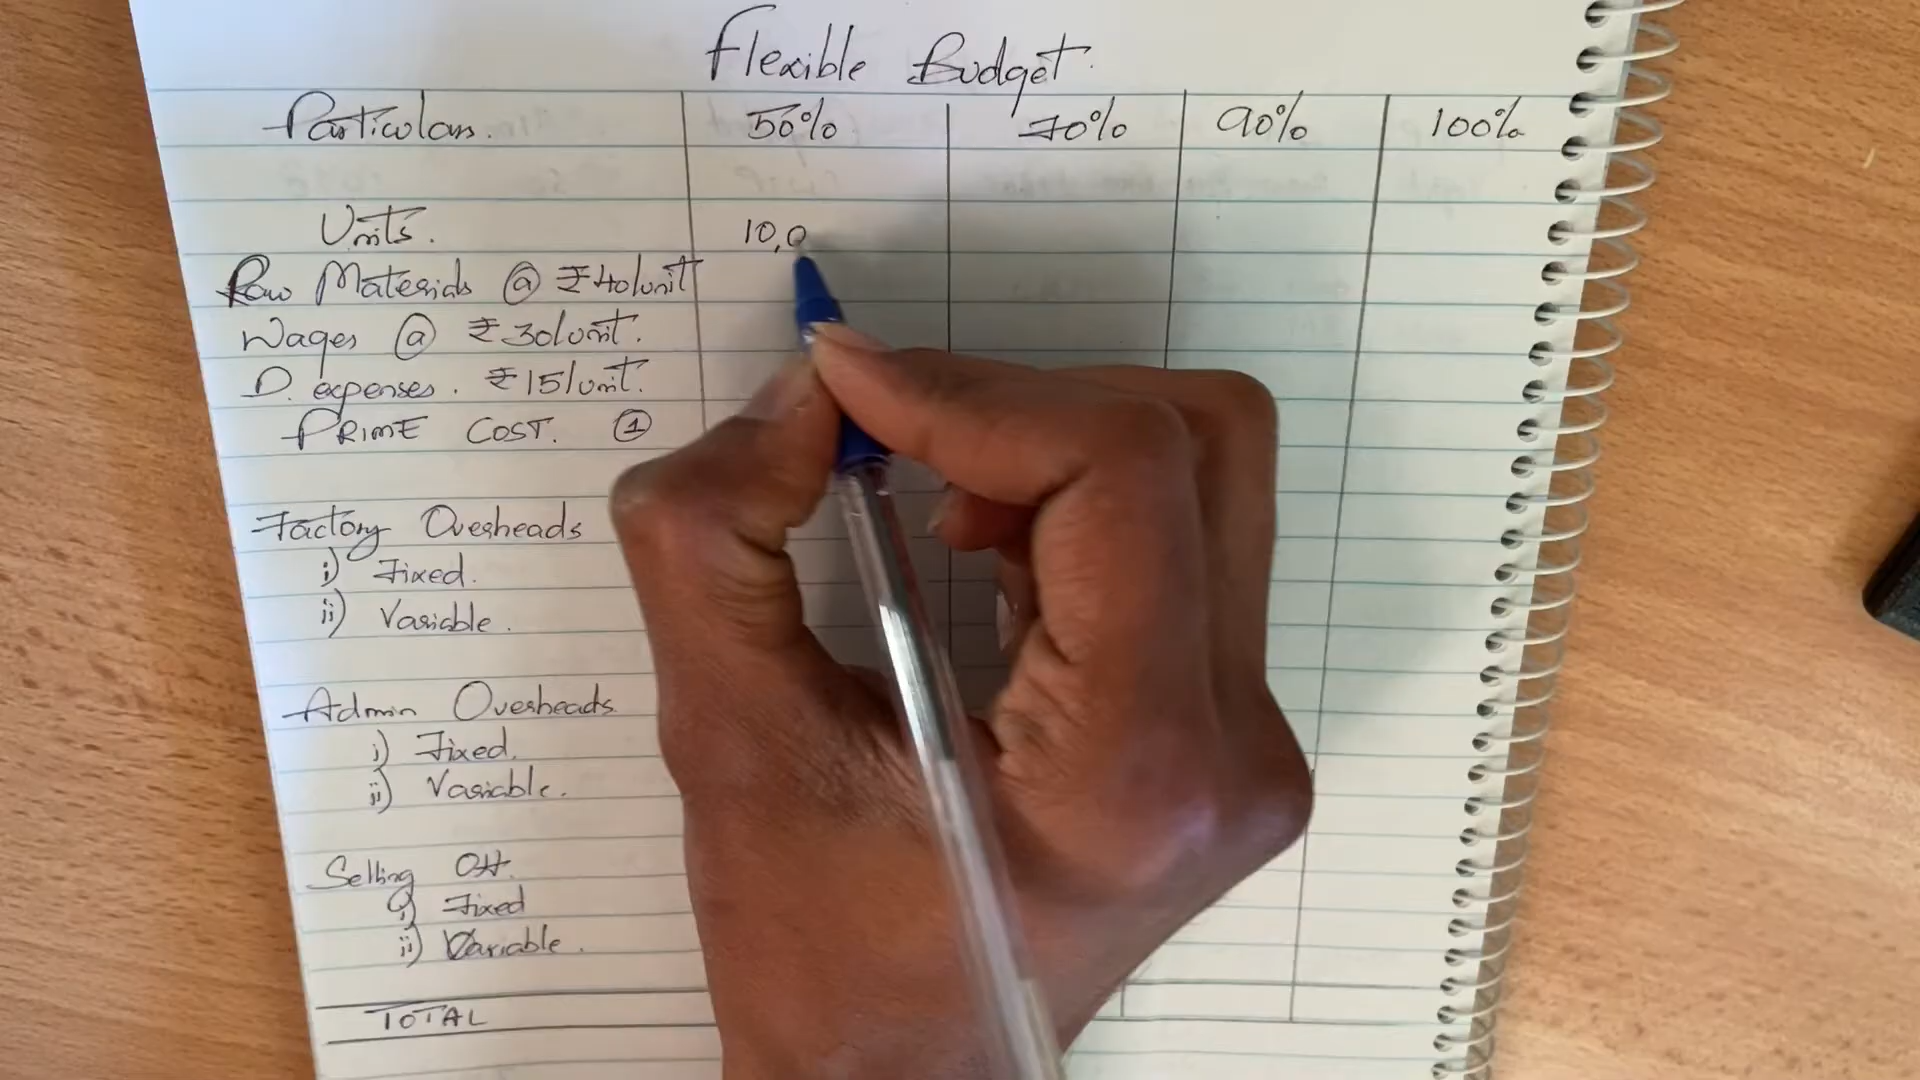 Flexible Budget.
Particulars. 50% 70% 90% 100%
Units. 10,0
Raw Materials @ ₹40/unit
Wages @ ₹30/unit.
D. expenses. ₹15/unit.
PRIME COST. ①
Factory Overheads
i) Fixed.
ii) Variable.
Admin Overheads
i) Fixed.
ii) Variable.
Selling OH.
i) Fixed
ii) Variable.
TOTAL